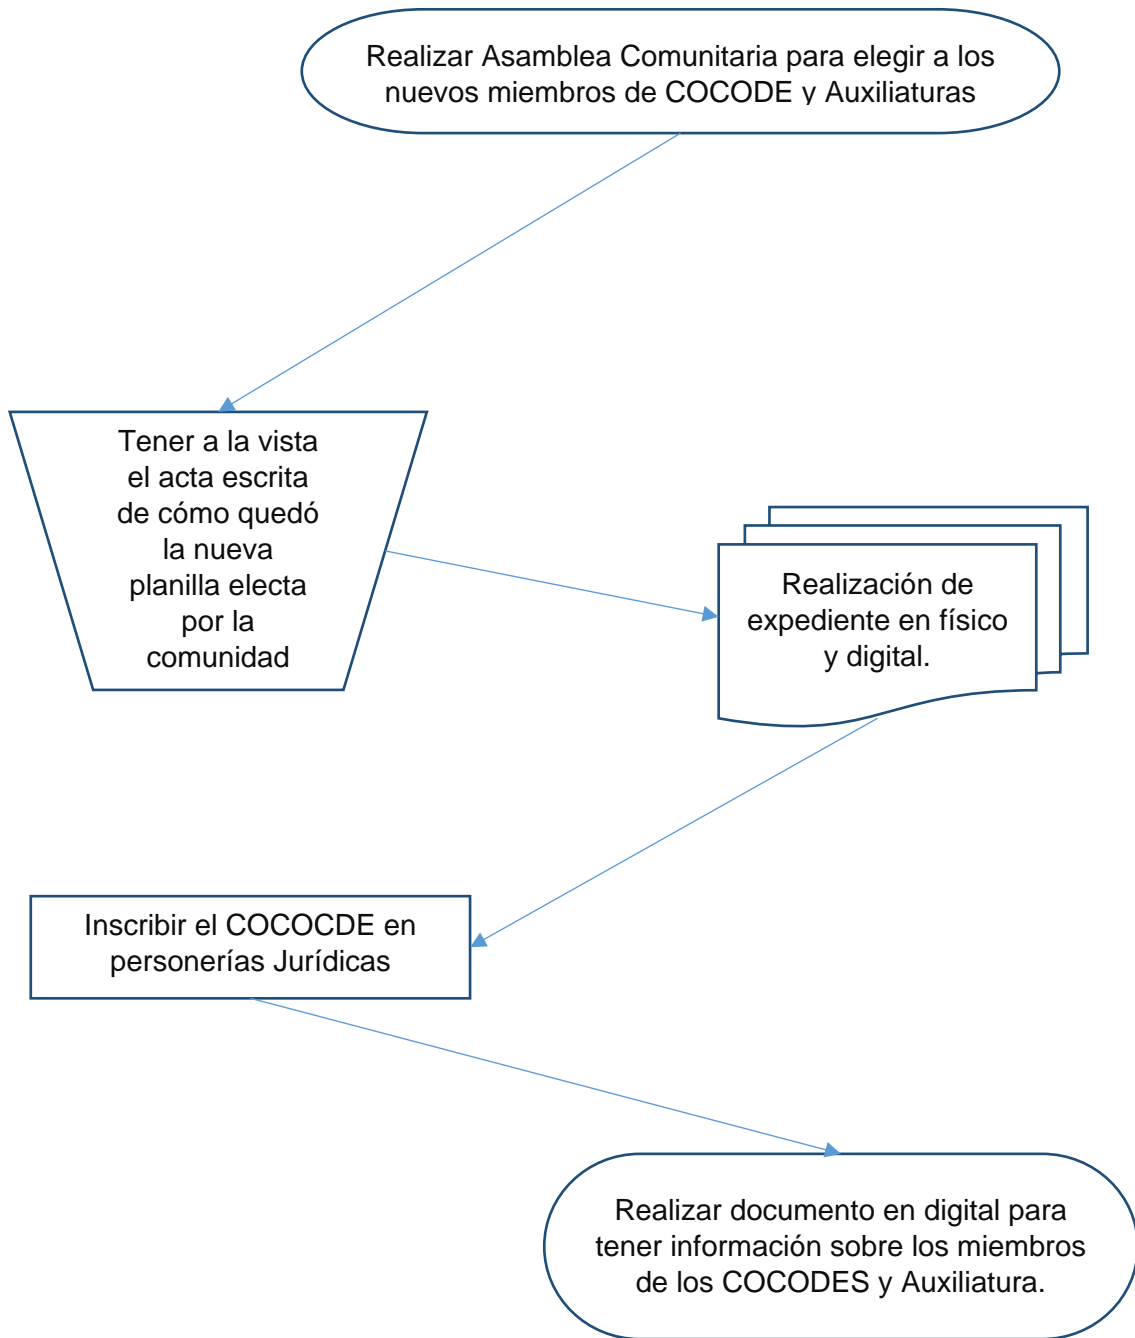 Realizar Asamblea Comunitaria para elegir a los
nuevos miembros de COCODE y Auxiliaturas
Tener a la vista
el acta escrita
de cómo quedó
la nueva
planilla electa
por la
comunidad
Realización de
expediente en físico
y digital.
Inscribir el COCOCDE en
personerías Jurídicas
Realizar documento en digital para
tener información sobre los miembros
de los COCODES y Auxiliatura.